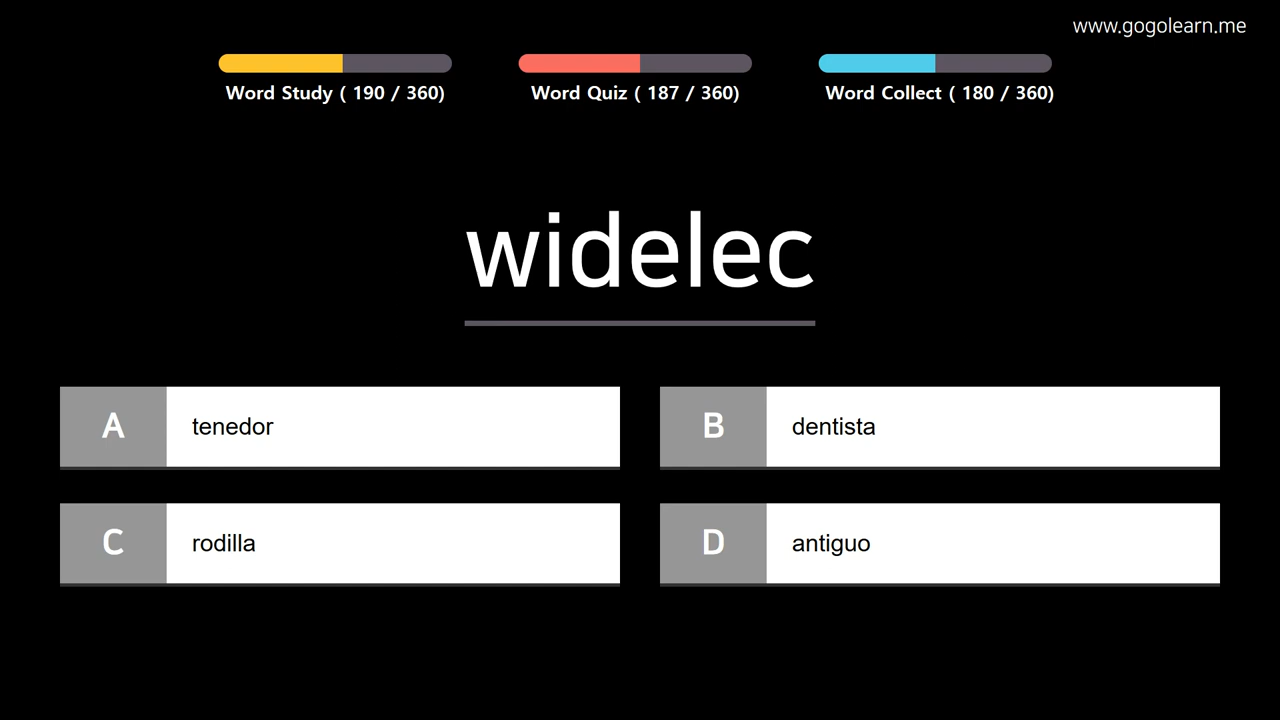 www.gogolearn.me
Word Study ( 190 / 360)
Word Quiz ( 187 / 360)
Word Collect ( 180 / 360)
widelec
A tenedor
B dentista
C rodilla
D antiguo